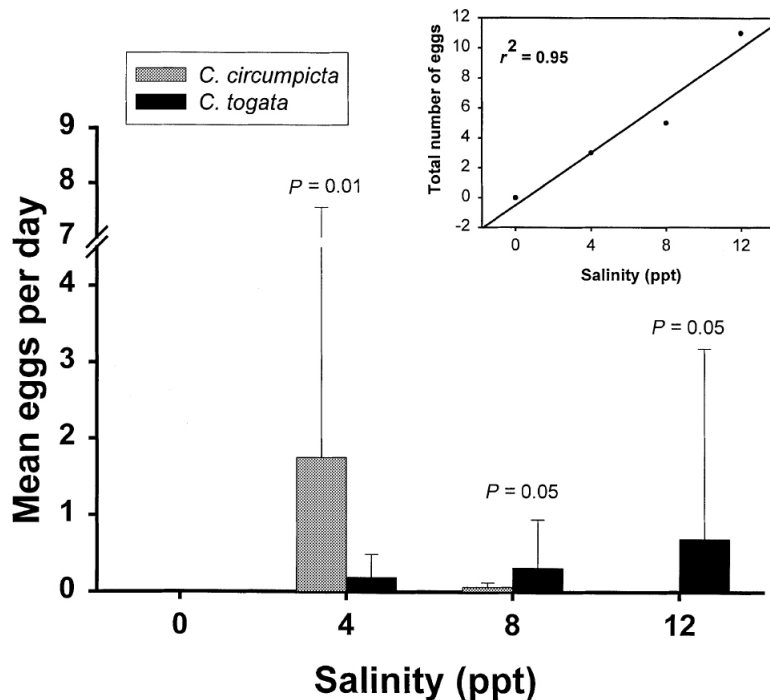 C. circumpicta
C. togata
Mean eggs per day
9
8
7
4
3
2
1
0
P = 0.01
P = 0.05
P = 0.05
0
4
8
12
Salinity (ppt)
Total number of eggs
12
10
8
6
4
2
0
-2
r² = 0.95
0
4
8
12
Salinity (ppt)